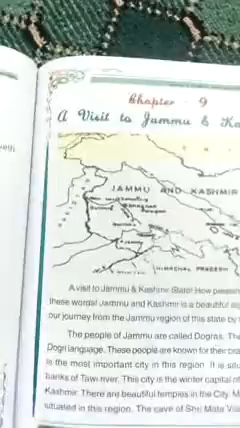 Chapter - 9
A Visit to Jammu & Ka
JAMMU AND KASHMIR
HIMACHAL PRADESH
A visit to Jammu & Kashmir State! How
these words! Jammu and Kashmir is a beautiful
our journey from the Jammu region of this state by
The people of Jammu are called Dogras. The
Dogri language. These people are known for their
is the most important city in this region. It is
banks of Tawi river. This city is the winter capital
Kashmir. There are beautiful temples in the City. M
situated in this region. The cave of Shri Mata